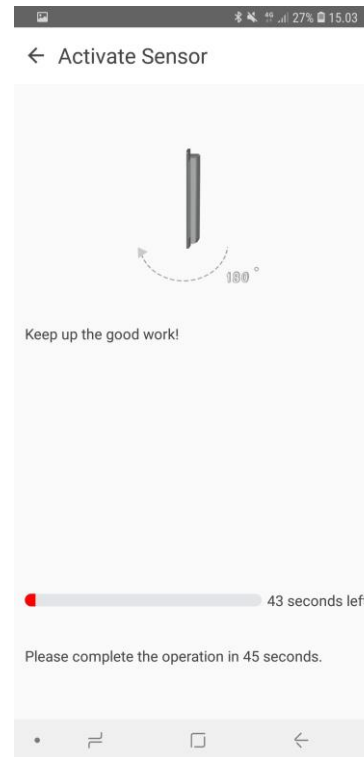 4G 27% 15.03
Activate Sensor
180°
Keep up the good work!
43 seconds lef
Please complete the operation in 45 seconds.